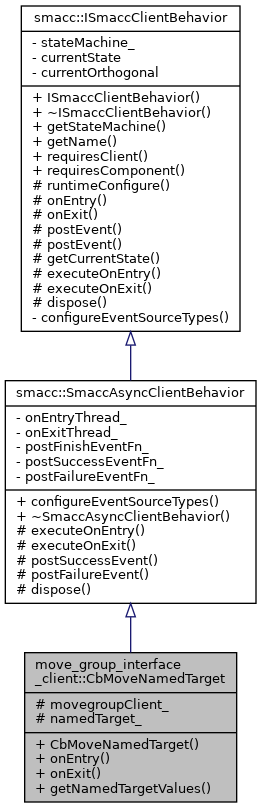 smacc::ISmaccClientBehavior
- stateMachine_
- currentState
- currentOrthogonal
+ ISmaccClientBehavior()
+ ~ISmaccClientBehavior()
+ getStateMachine()
+ getName()
+ requiresClient()
+ requiresComponent()
# runtimeConfigure()
# onEntry()
# onExit()
# postEvent()
# postEvent()
# getCurrentState()
# executeOnEntry()
# executeOnExit()
# dispose()
- configureEventSourceTypes()
smacc::SmaccAsyncClientBehavior
- onEntryThread_
- onExitThread_
- postFinishEventFn_
- postSuccessEventFn_
- postFailureEventFn_
+ configureEventSourceTypes()
+ ~SmaccAsyncClientBehavior()
# executeOnEntry()
# executeOnExit()
# postSuccessEvent()
# postFailureEvent()
# dispose()
move_group_interface
_client::CbMoveNamedTarget
# movegroupClient_
# namedTarget_
+ CbMoveNamedTarget()
+ onEntry()
+ onExit()
+ getNamedTargetValues()